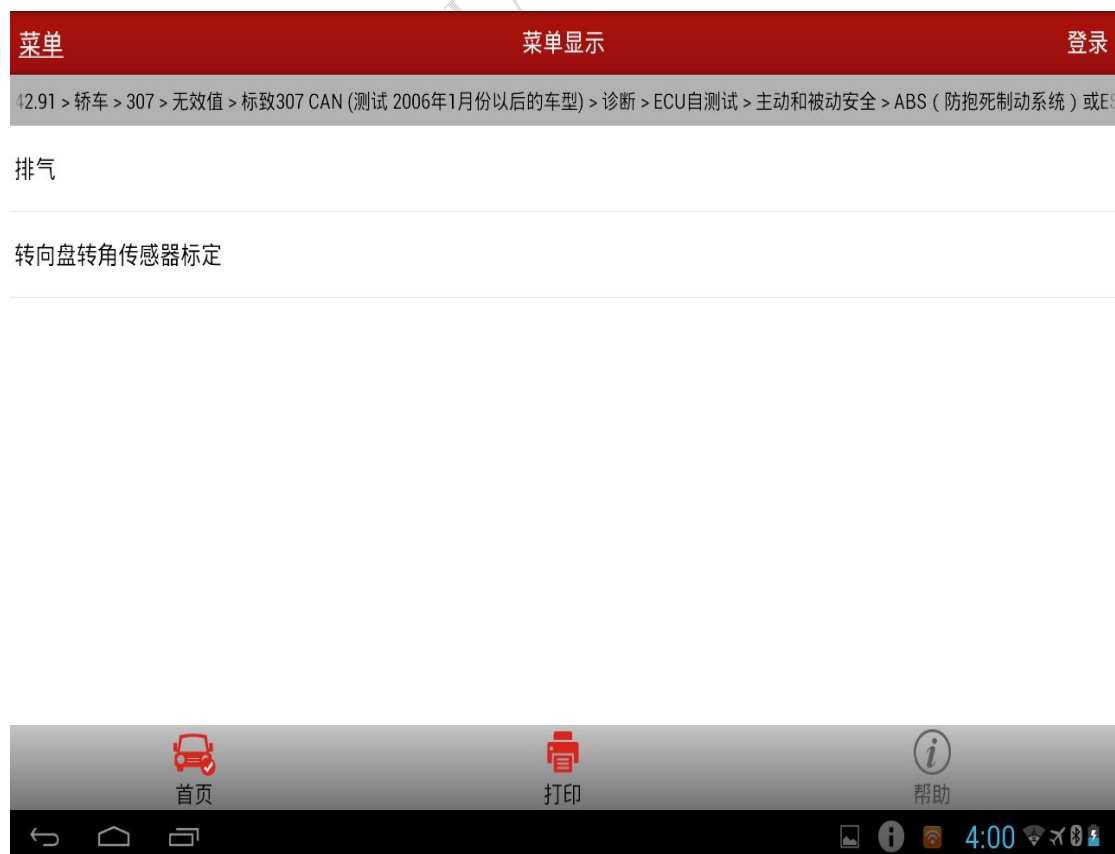 菜单 菜单显示 登录
42.91 > 轿车 > 307 > 无效值 > 标致307 CAN (测试 2006年1月份以后的车型) > 诊断 > ECU自测试 > 主动和被动安全 > ABS（防抱死制动系统）或ES
排气
转向盘转角传感器标定
首页 打印 帮助
4:00